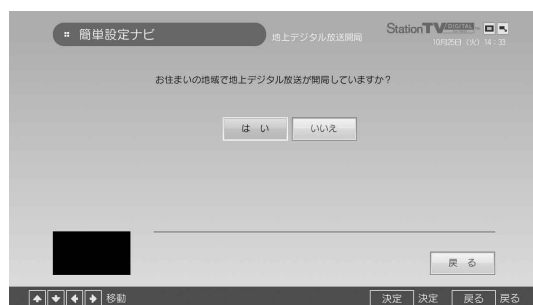 簡単設定ナビ
地上デジタル放送開局
StationTV DIGITAL
10月25日 (火) 14:33
お住まいの地域で地上デジタル放送が開局していますか?
はい
いいえ
戻る
移動
決定 決定 戻る 戻る